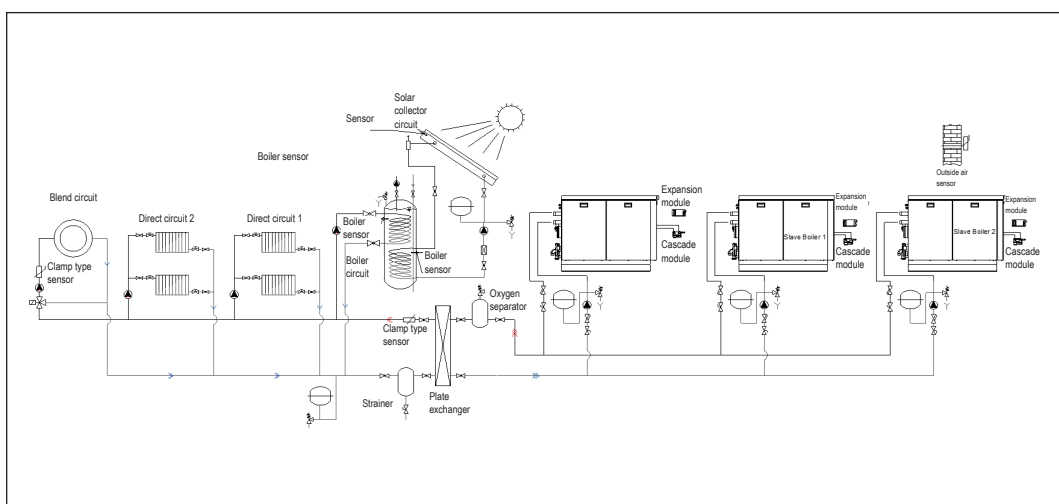 Solar
collector
circuit
Sensor
Boiler sensor
Outside air
sensor
Blend circuit
Direct circuit 2
Direct circuit 1
Expansion
module
Expansion
module
Expansion
module
Boiler
sensor
Slave Boiler 1
Slave Boiler 2
Cascade
module
Cascade
module
Cascade
module
Clamp type
sensor
Boiler
circuit
Boiler
sensor
Oxygen
separator
Clamp type
sensor
Strainer
Plate
exchanger